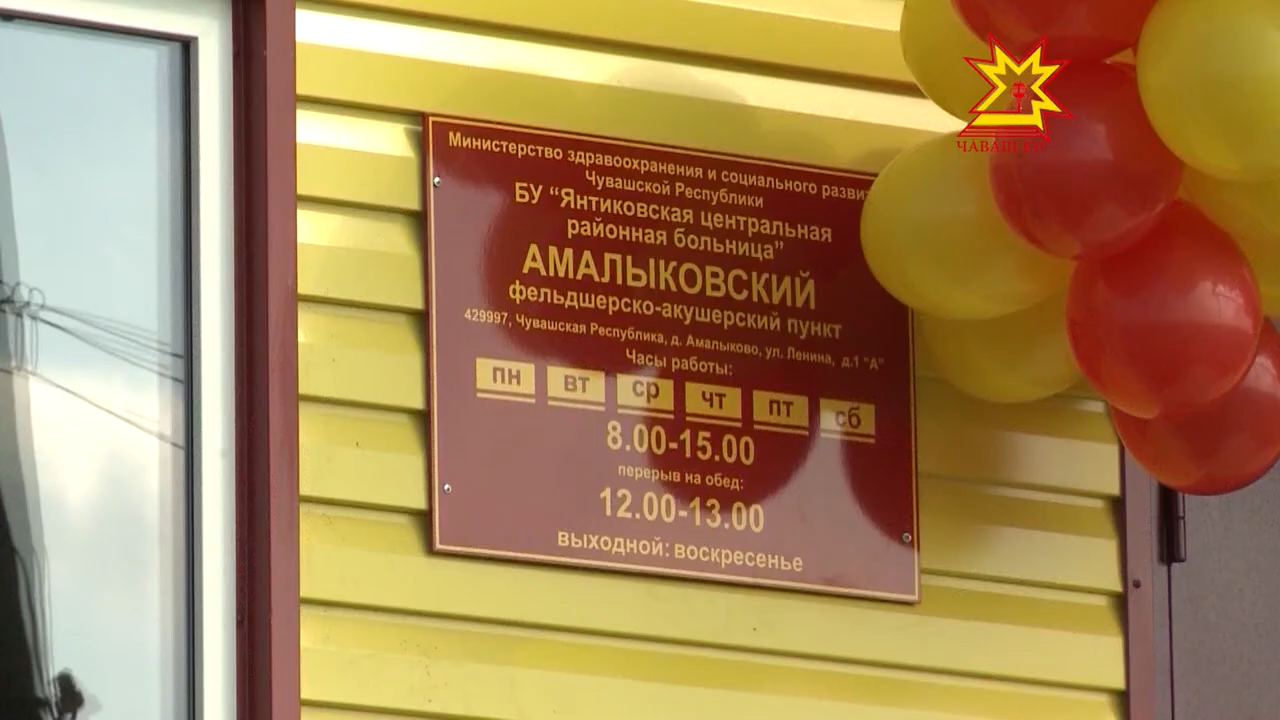 Министерство здравоохранения и социального
Чувашской Республики
БУ "Янтиковская центральная
районная больница"
АМАЛЫКОВСКИЙ
фельдшерско-акушерский пункт
429997, Чувашская Республика, д. Амалыково, ул. Ленина, д.1 "А"
Часы работы:
пн вт ср чт пт сб
8.00-15.00
перерыв на обед:
12.00-13.00
выходной: воскресенье
ЧĂВАШ ЕН